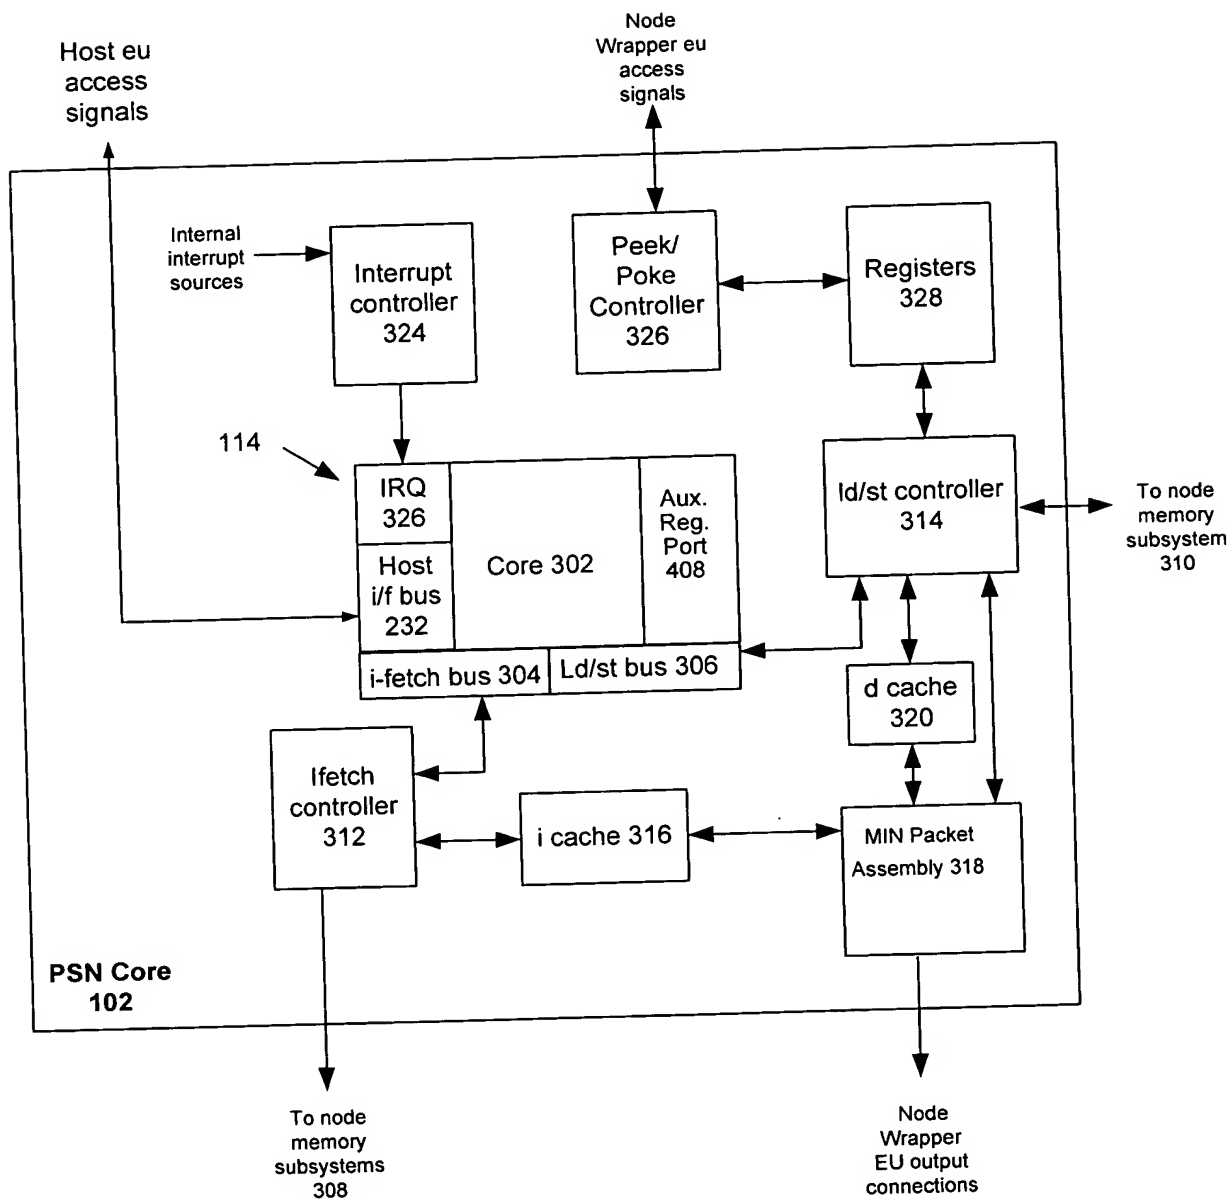 Host eu
access
signals
Node
Wrapper eu
access
signals
Internal
interrupt
sources
Interrupt
controller
324
Peek/
Poke
Controller
326
Registers
328
114
IRQ
326
Host
i/f bus
232
Core 302
Aux.
Reg.
Port
408
i-fetch bus 304
Ld/st bus 306
ld/st controller
314
To node
memory
subsystem
310
d cache
320
Ifetch
controller
312
i cache 316
MIN Packet
Assembly 318
PSN Core
102
To node
memory
subsystems
308
Node
Wrapper
EU output
connections